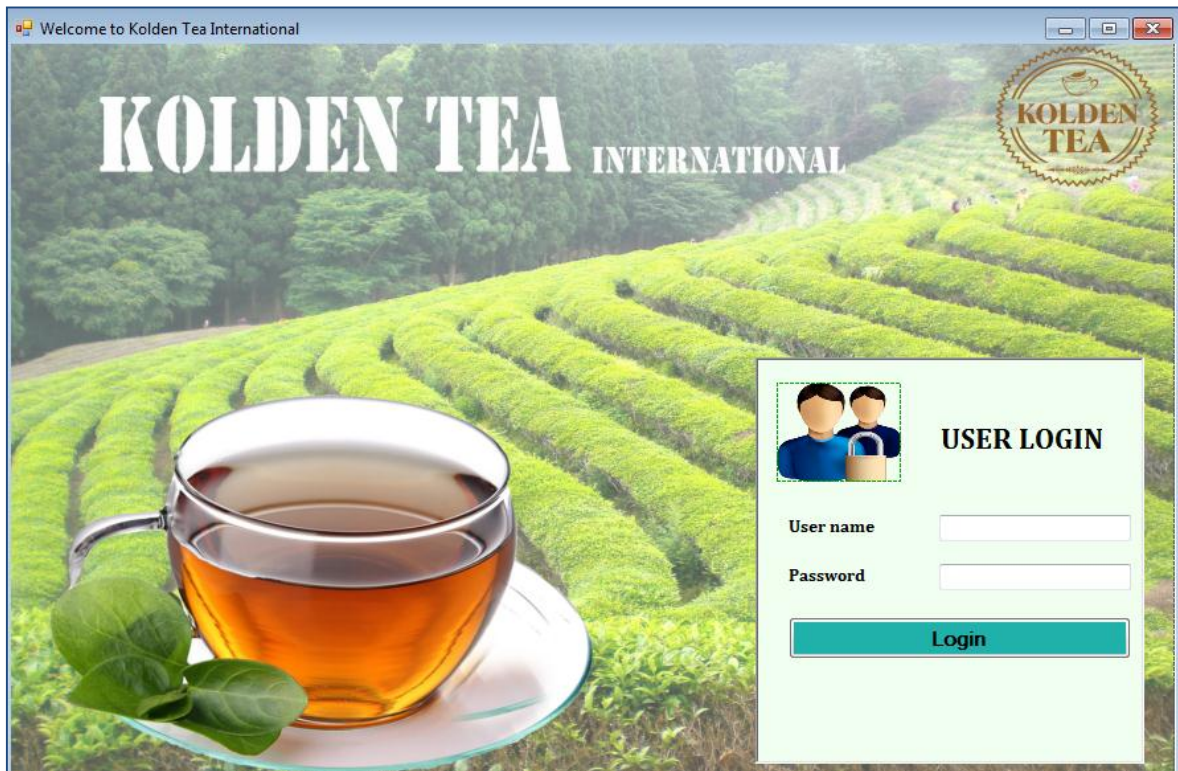 Welcome to Kolden Tea International
KOLDEN TEA INTERNATIONAL
KOLDEN
TEA
USER LOGIN
User name
Password
Login